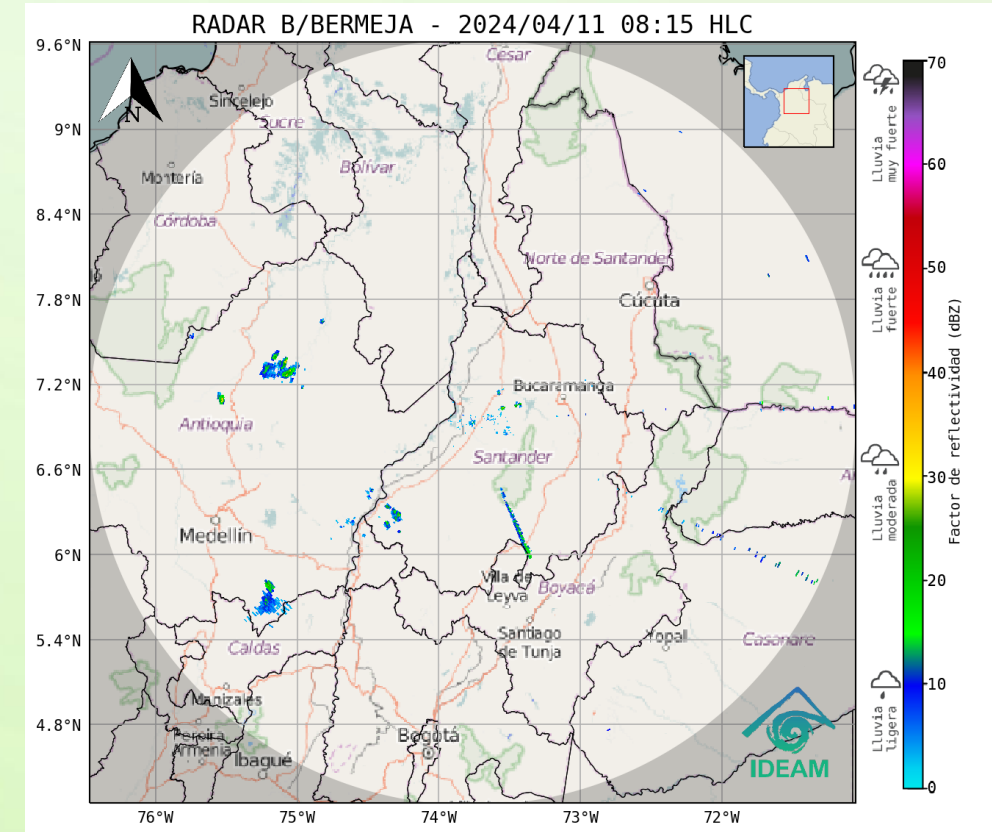 RADAR B/BERMEJA - 2024/04/11 08:15 HLC
9.6°N
9°N
8.4°N
7.8°N
7.2°N
6.6°N
6°N
5.4°N
4.8°N
76°W
75°W
74°W
73°W
72°W
N
Cesar
Sincelejo
Sucre
Bolívar
Montería
Córdoba
Norte de Santander
Cúcuta
Bucaramanga
Antioquia
Santander
Medellín
Villa de
Leyva
Boyacá
Santiago
de Tunja
Yopal
Casanare
Caldas
Manizales
Pereira
Armenia
Ibagué
Bogotá
IDEAM
70
60
50
40
30
20
10
0
Lluvia
muy fuerte
Lluvia
fuerte
Lluvia
moderada
Lluvia
ligera
Factor de reflectividad (dBZ)